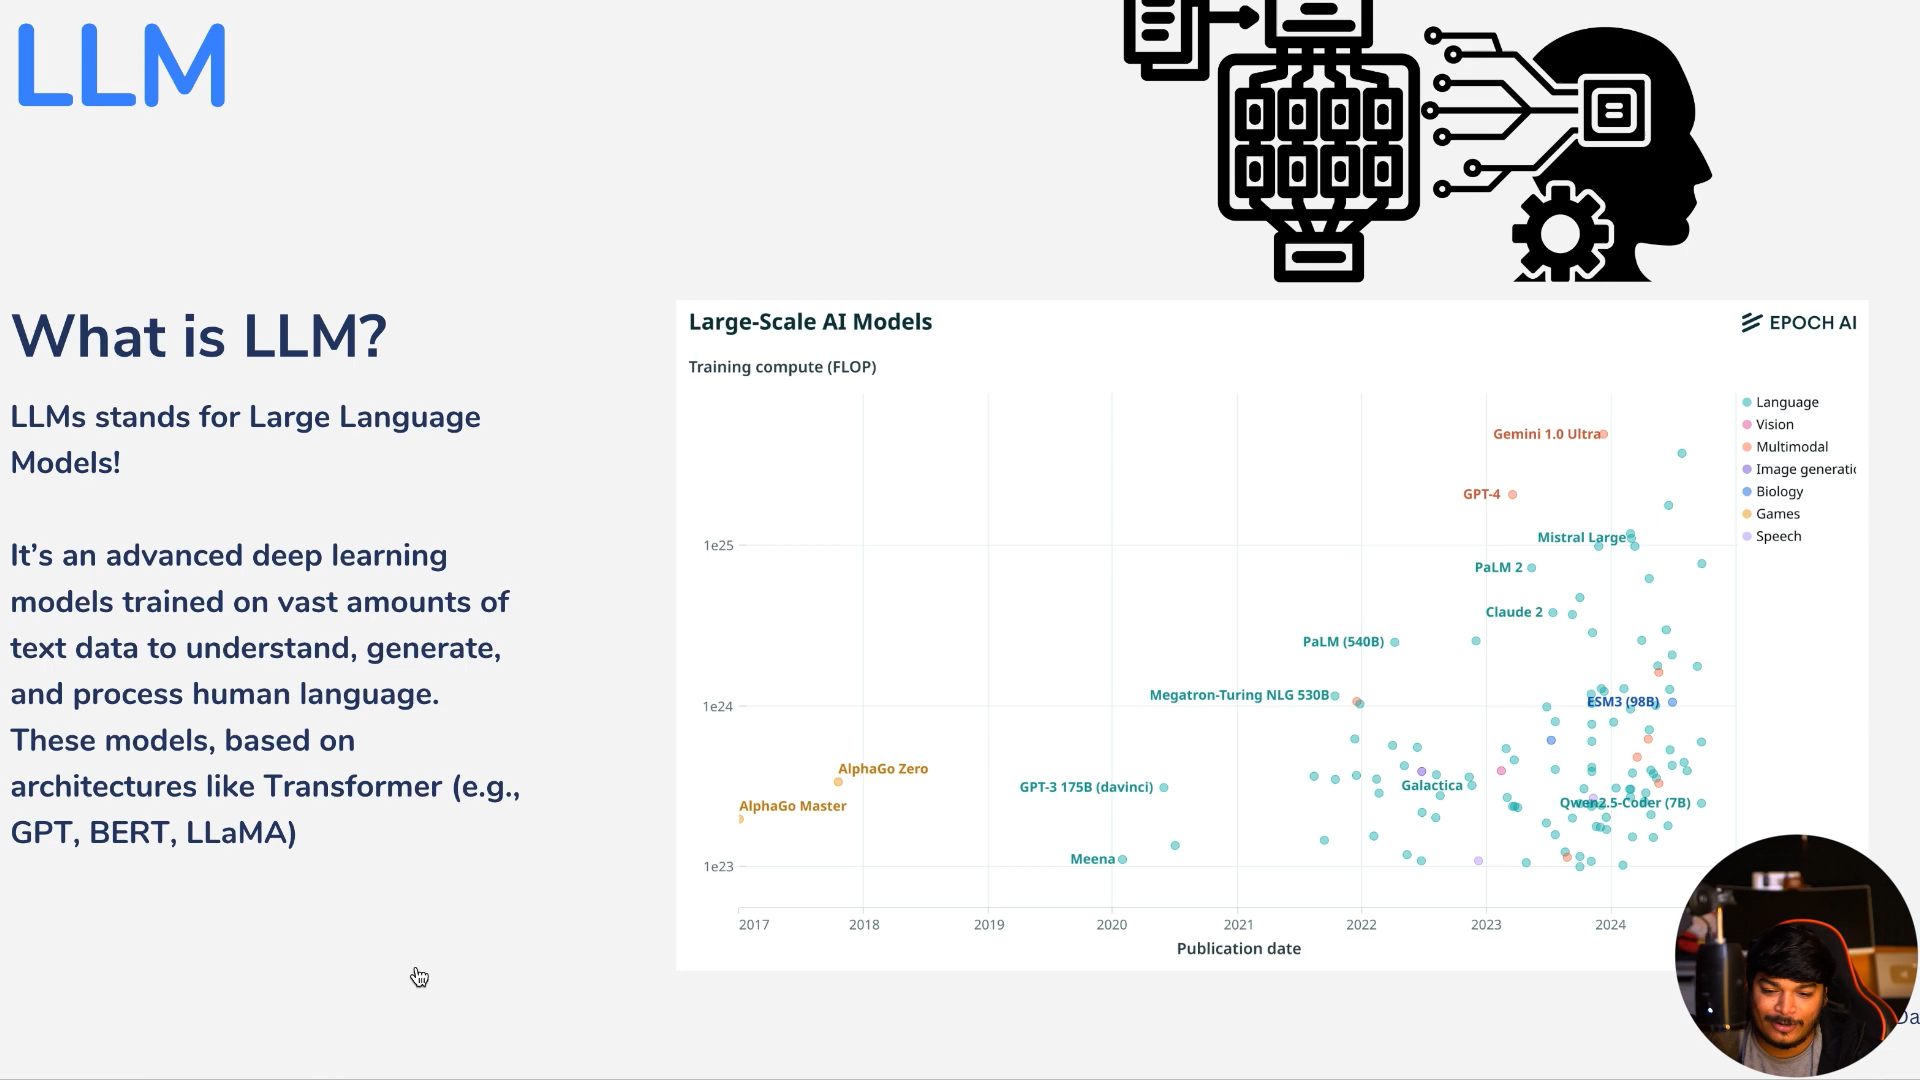 LLM
What is LLM?
LLMs stands for Large Language
Models!
It’s an advanced deep learning
models trained on vast amounts of
text data to understand, generate,
and process human language.
These models, based on
architectures like Transformer (e.g.,
GPT, BERT, LLaMA)
Large-Scale AI Models
EPOCH AI
Training compute (FLOP)
Language
Vision
Multimodal
Image generatio
Biology
Games
Speech
Gemini 1.0 Ultra
GPT-4
Mistral Large
1e25
PaLM 2
Claude 2
PaLM (540B)
Megatron-Turing NLG 530B
ESM3 (98B)
1e24
AlphaGo Zero
GPT-3 175B (davinci)
Galactica
AlphaGo Master
Qwen2.5-Coder (7B)
Meena
1e23
2017 2018 2019 2020 2021 2022 2023 2024
Publication date
Da